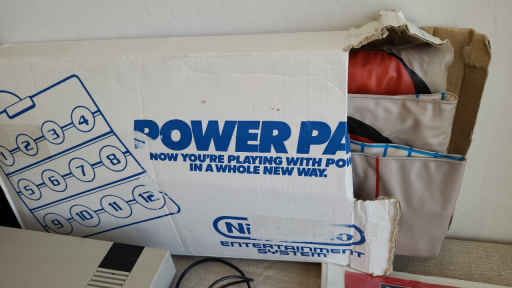 POWER PA
NOW YOU'RE PLAYING WITH POW
IN A WHOLE NEW WAY.
1 2 3 4
5 6 7 8
9 10 11 12
ENTERTAINMENT
SYSTEM